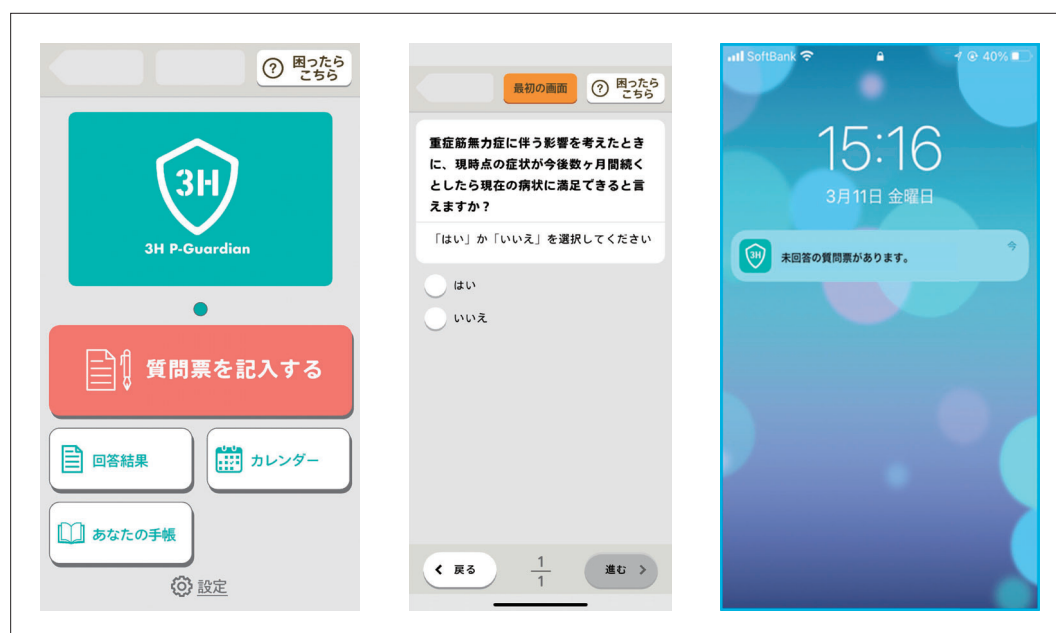 困ったら
こちら
3H
3H P-Guardian
質問票を記入する
回答結果
カレンダー
あなたの手帳
設定
最初の画面
困ったら
こちら
重症筋無力症に伴う影響を考えたとき
に、現時点の症状が今後数ヶ月間続く
としたら現在の病状に満足できると言
えますか？
「はい」か「いいえ」を選択してください
はい
いいえ
戻る
1
1
進む
SoftBank
40%
15:16
3月11日 金曜日
3H
未回答の質問票があります。
今